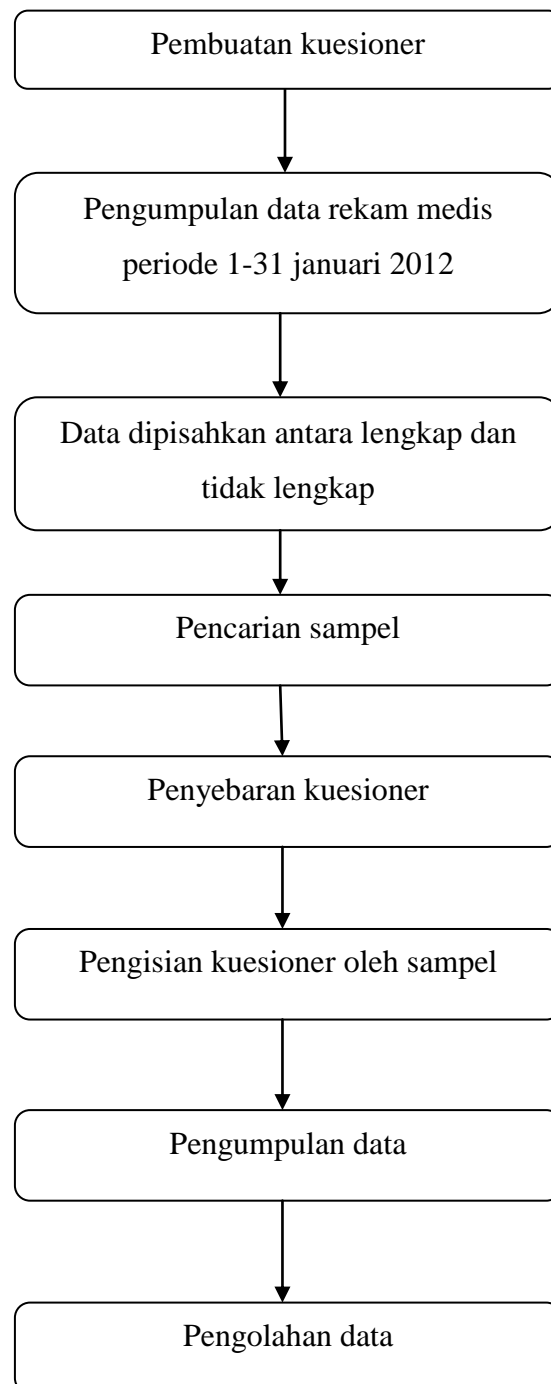 Pembuatan kuesioner
Pengumpulan data rekam medis
periode 1-31 januari 2012
Data dipisahkan antara lengkap dan
tidak lengkap
Pencarian sampel
Penyebaran kuesioner
Pengisian kuesioner oleh sampel
Pengumpulan data
Pengolahan data